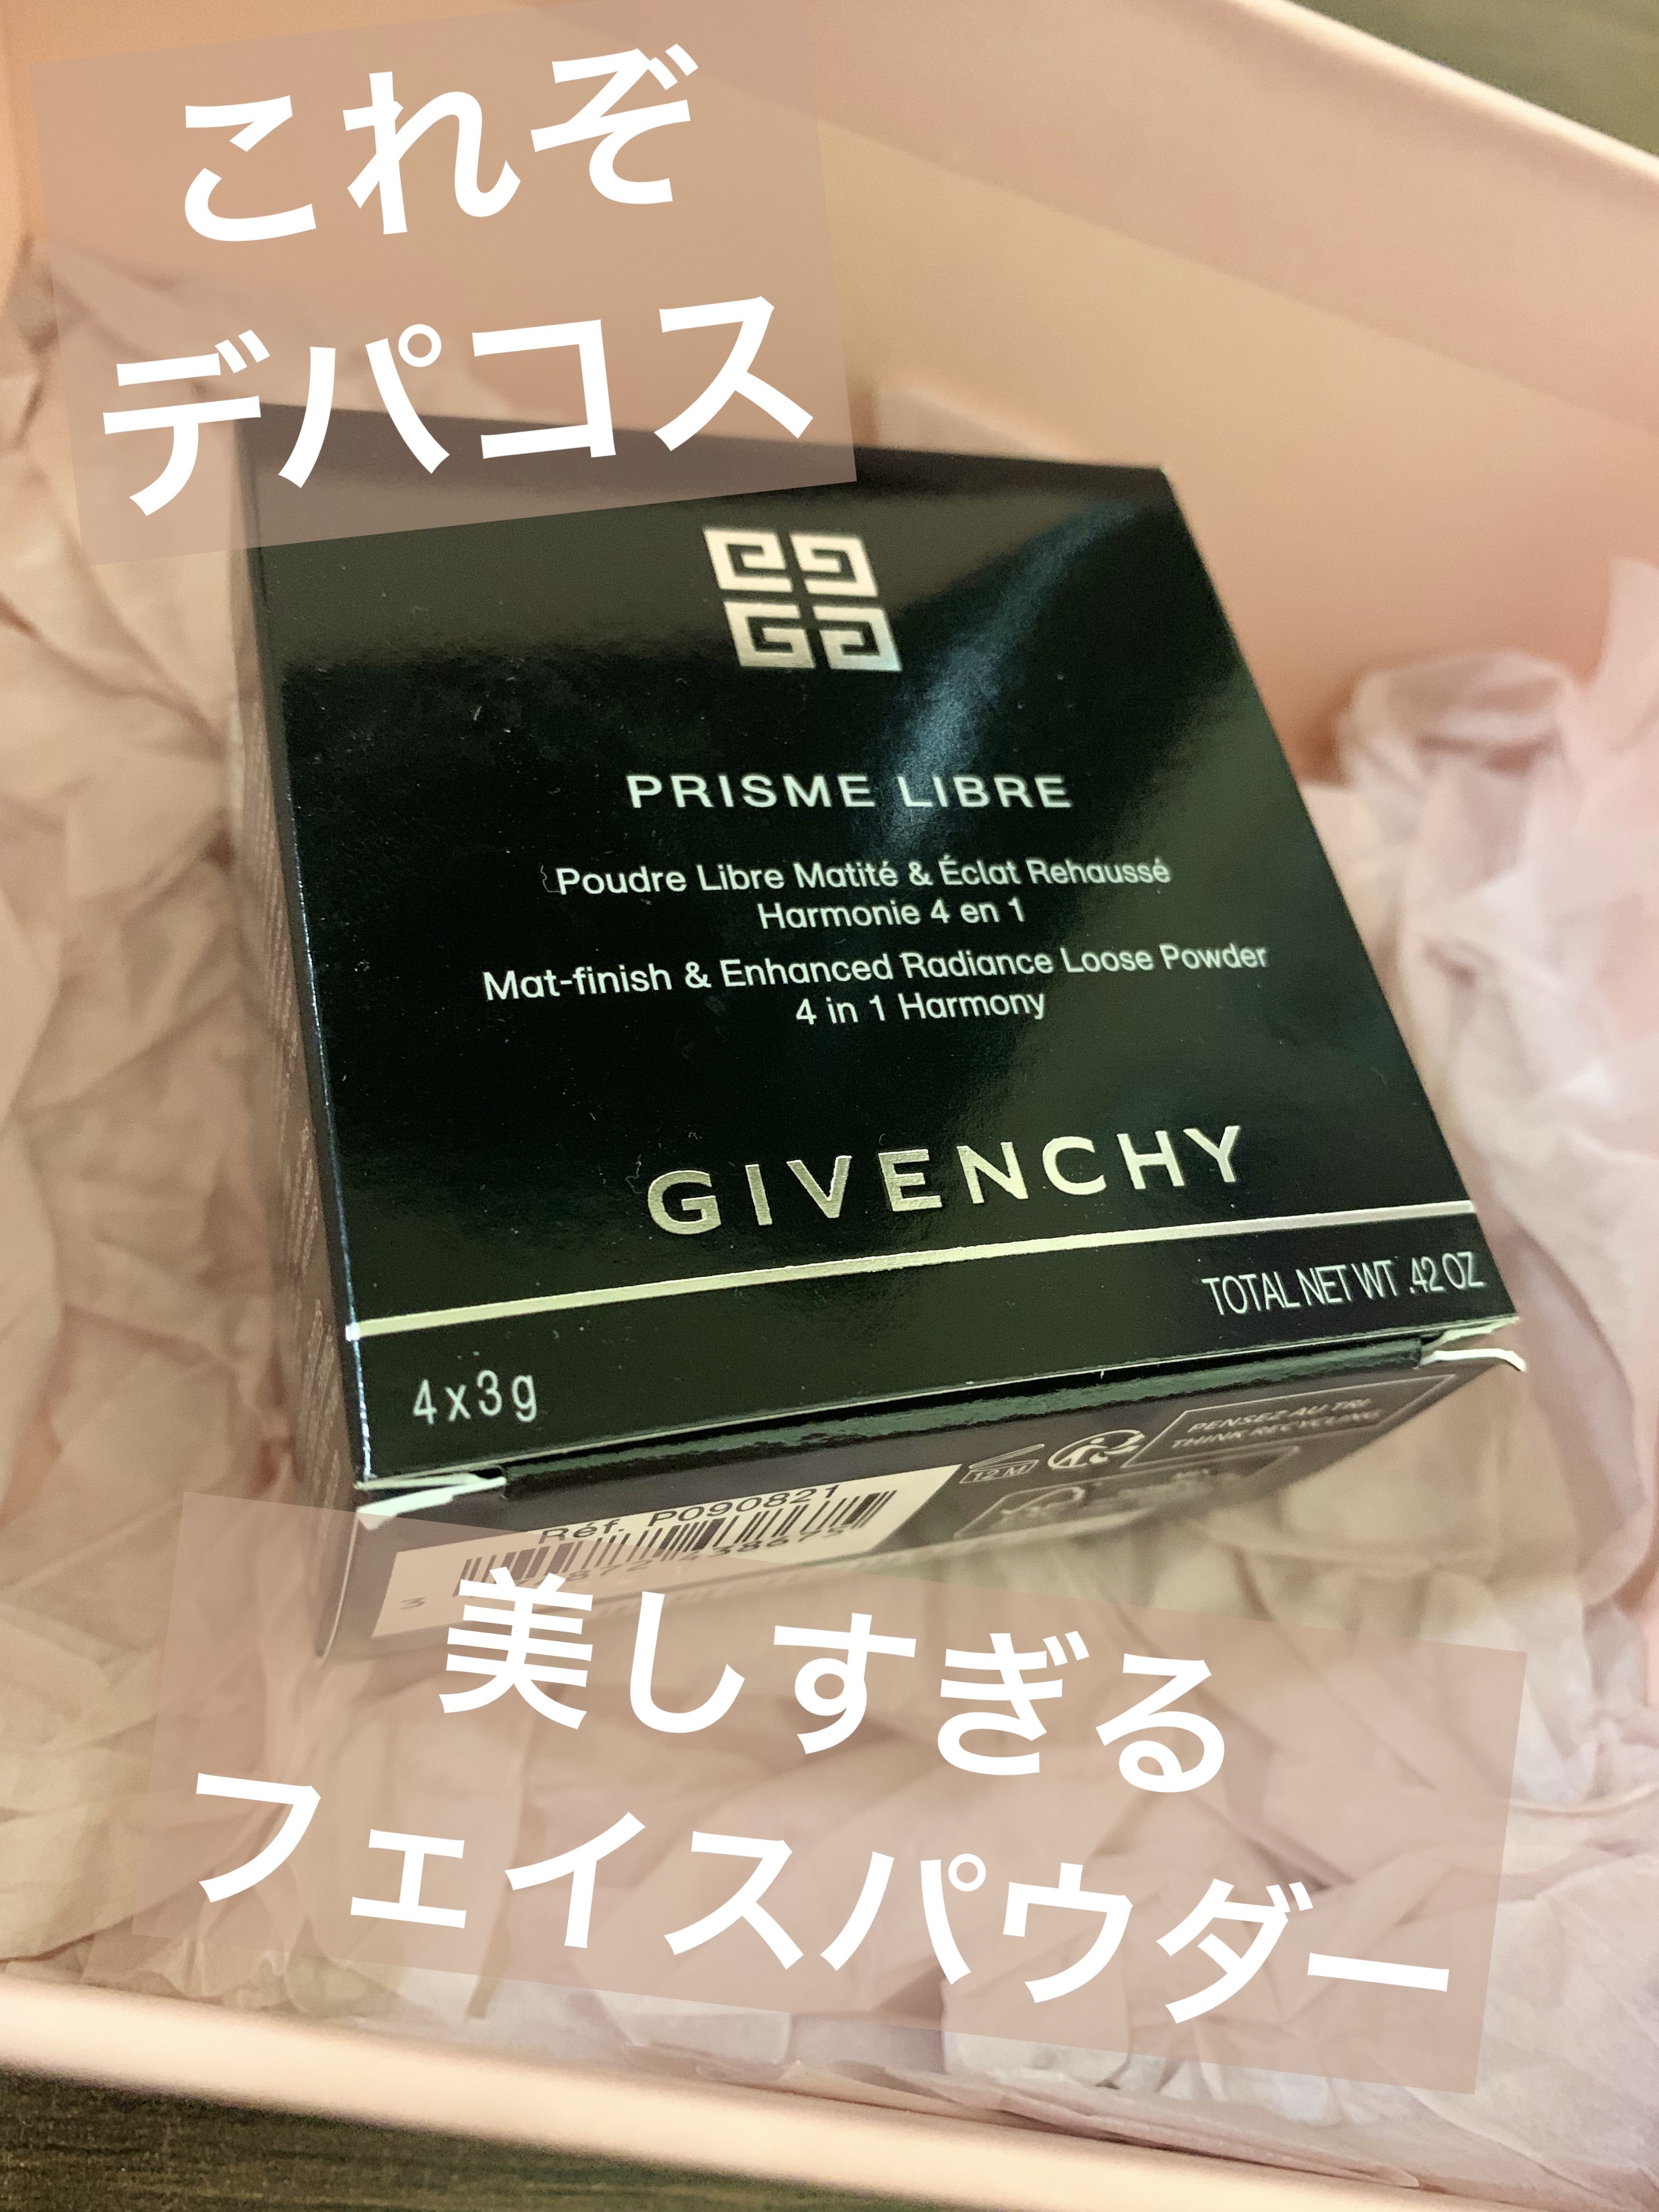 これぞ
デパコス
PRISME LIBRE
Poudre Libre Matité & Éclat Rehaussé
Harmonie 4 en 1
Mat-finish & Enhanced Radiance Loose Powder
4 in 1 Harmony
GIVENCHY
TOTAL NET WT .42 OZ
4x3g
PENSEZ AU TRI
THINK RECYCLING
12 M
Réf. P090821
美しすぎる
フェイスパウダー